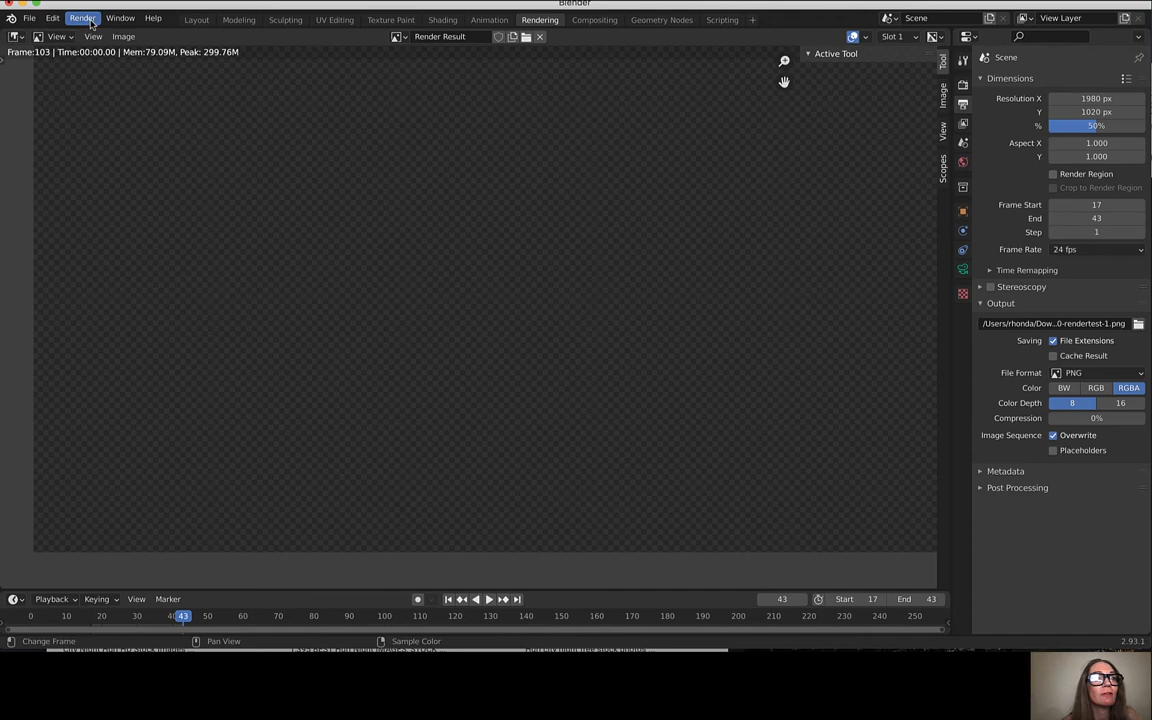 Blender
File Edit Render Window Help Layout Modeling Sculpting UV Editing Texture Paint Shading Animation Rendering Compositing Geometry Nodes Scripting + Scene View Layer
View View Image Render Result Slot 1
Frame:103 | Time:00:00.00 | Mem:79.09M, Peak: 299.76M
Active Tool
Tool
Image
View
Scopes
Scene
Dimensions
Resolution X 1980 px
Y 1020 px
% 50%
Aspect X 1.000
Y 1.000
Render Region
Crop to Render Region
Frame Start 17
End 43
Step 1
Frame Rate 24 fps
Time Remapping
Stereoscopy
Output
/Users/rhonda/Dow...0-rendertest-1.png
Saving File Extensions
Cache Result
File Format PNG
Color BW RGB RGBA
Color Depth 8 16
Compression 0%
Image Sequence Overwrite
Placeholders
Metadata
Post Processing
Playback Keying View Marker 43 Start 17 End 43
0 10 20 30 43 50 60 70 80 90 100 110 120 130 140 150 160 170 180 190 200 210 220 230 240 250
Change Frame Pan View Sample Color 2.93.1